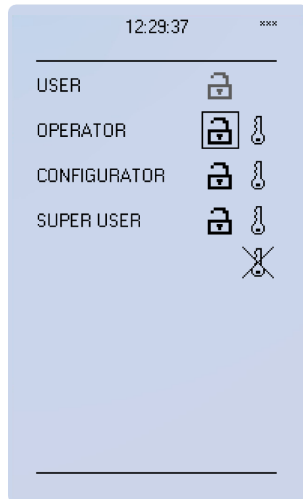 12:29:37 ***
USER
OPERATOR
CONFIGURATOR
SUPER USER